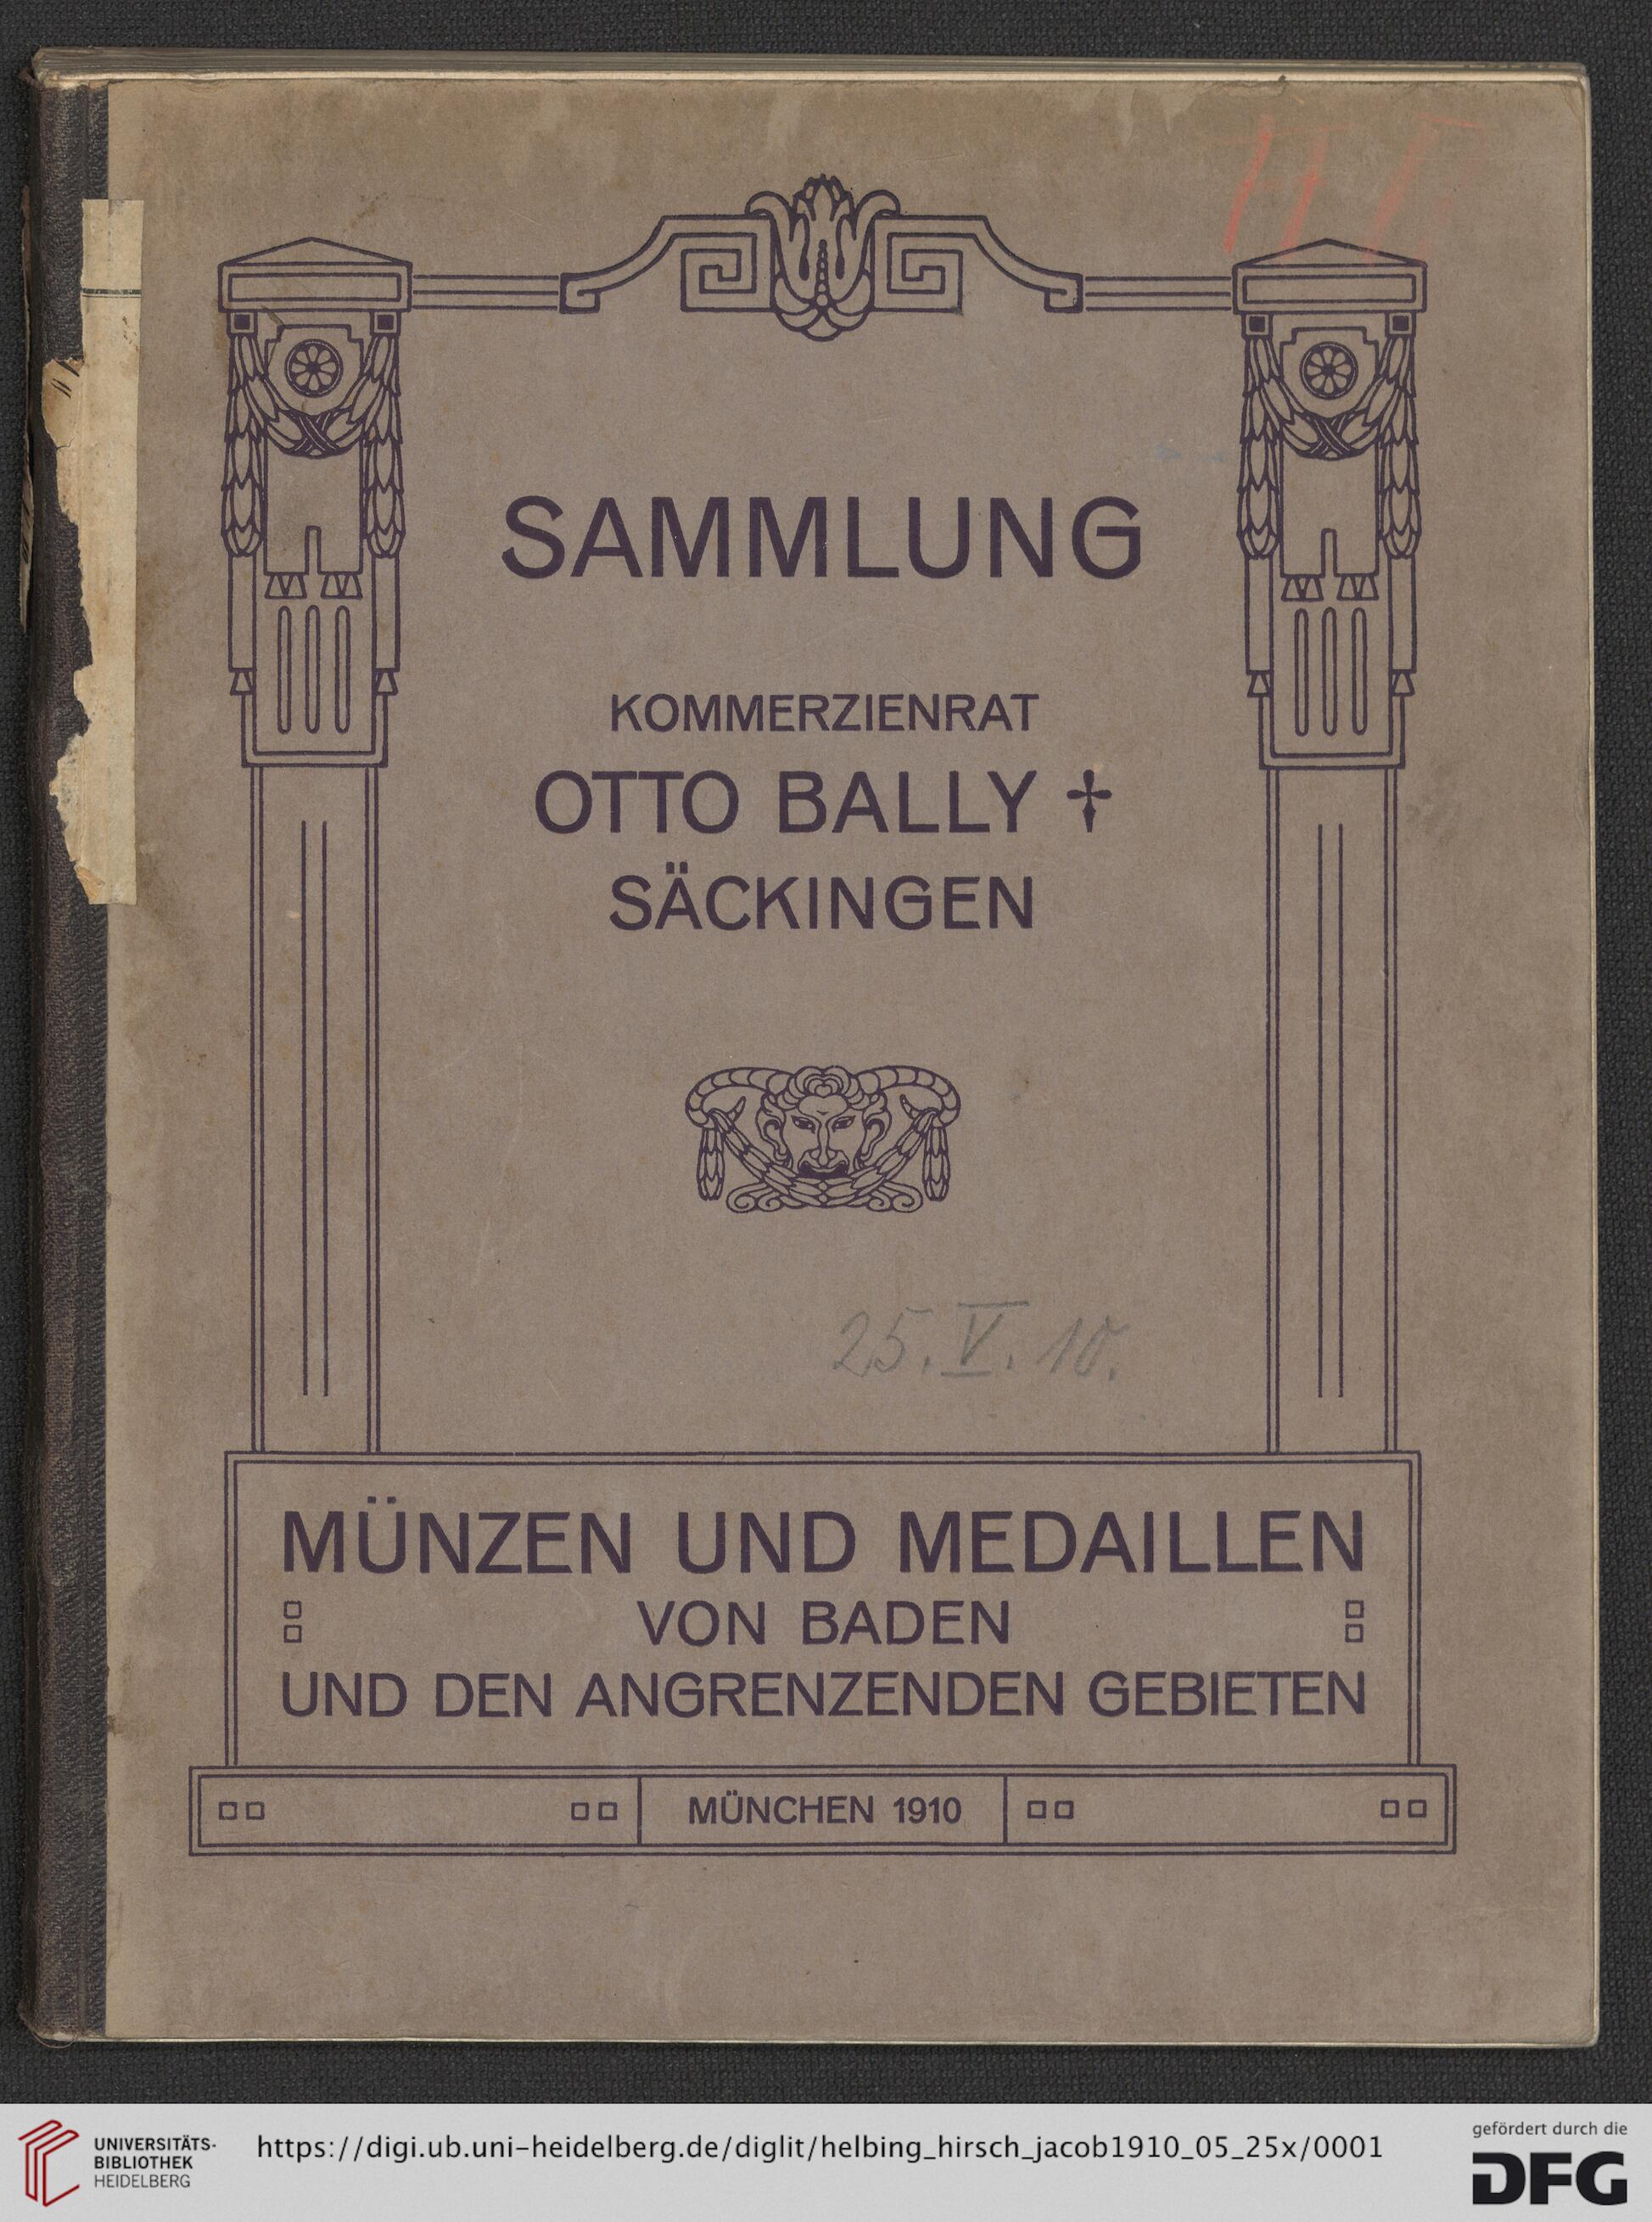 SAMMLUNG
KOMMERZIENRAT
OTTO BALLY †
SÄCKINGEN
25. V. 10.
MÜNZEN UND MEDAILLEN
VON BADEN
UND DEN ANGRENZENDEN GEBIETEN
MÜNCHEN 1910
UNIVERSITÄTS-
BIBLIOTHEK
HEIDELBERG
https://digi.ub.uni-heidelberg.de/diglit/helbing_hirsch_jacob1910_05_25x/0001
gefördert durch die
DFG